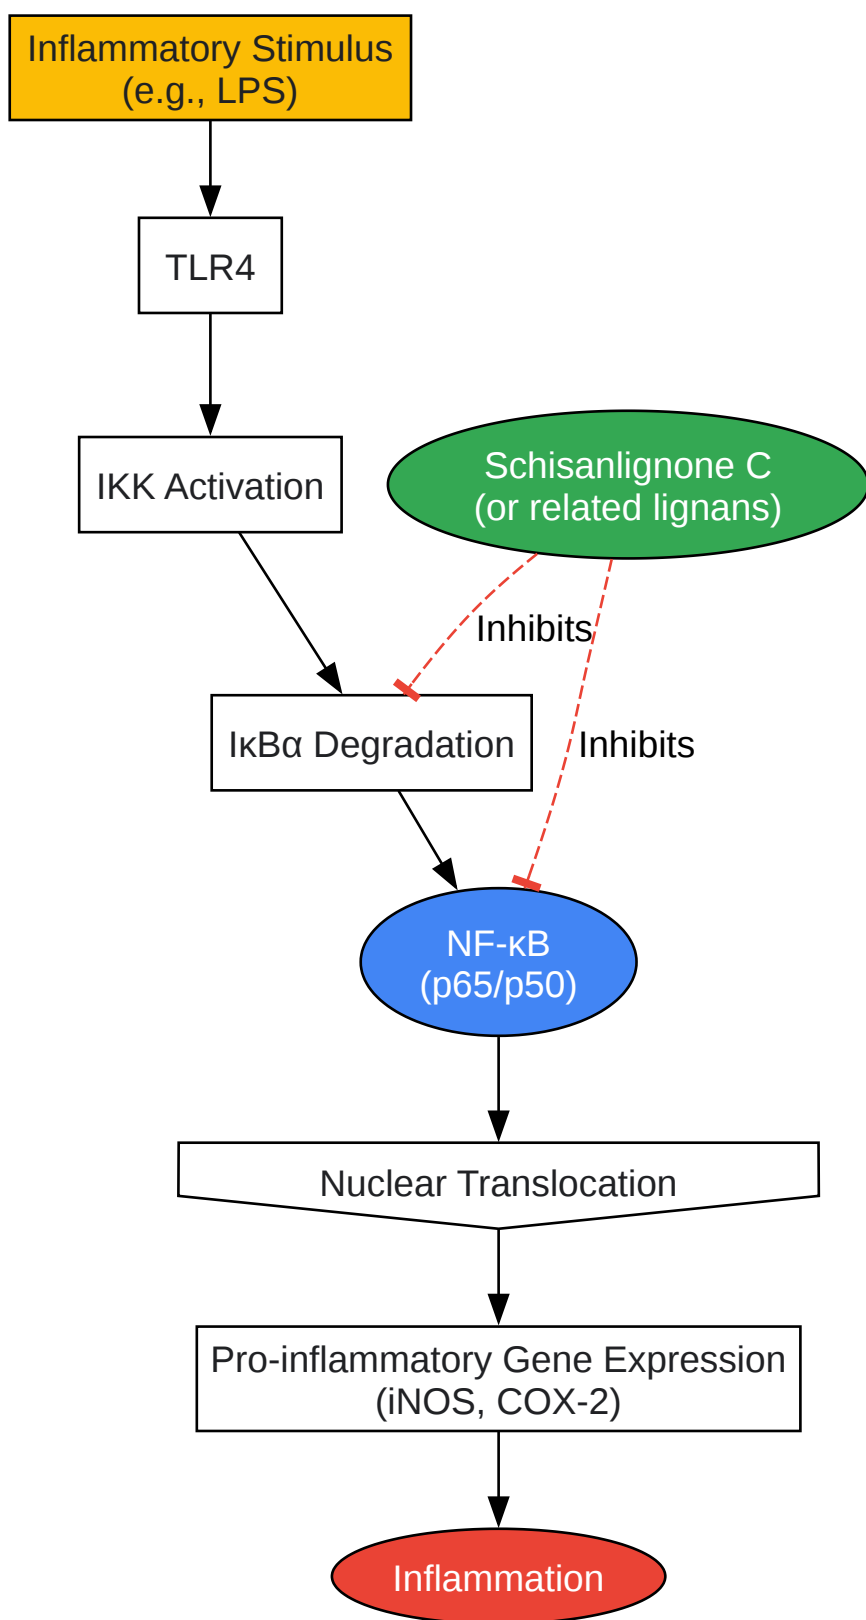 Inflammatory Stimulus
(e.g., LPS)
TLR4
IKK Activation
Schisanlignone C
(or related lignans)
Inhibits
IκBα Degradation
Inhibits
NF-κB
(p65/p50)
Nuclear Translocation
Pro-inflammatory Gene Expression
(iNOS, COX-2)
Inflammation